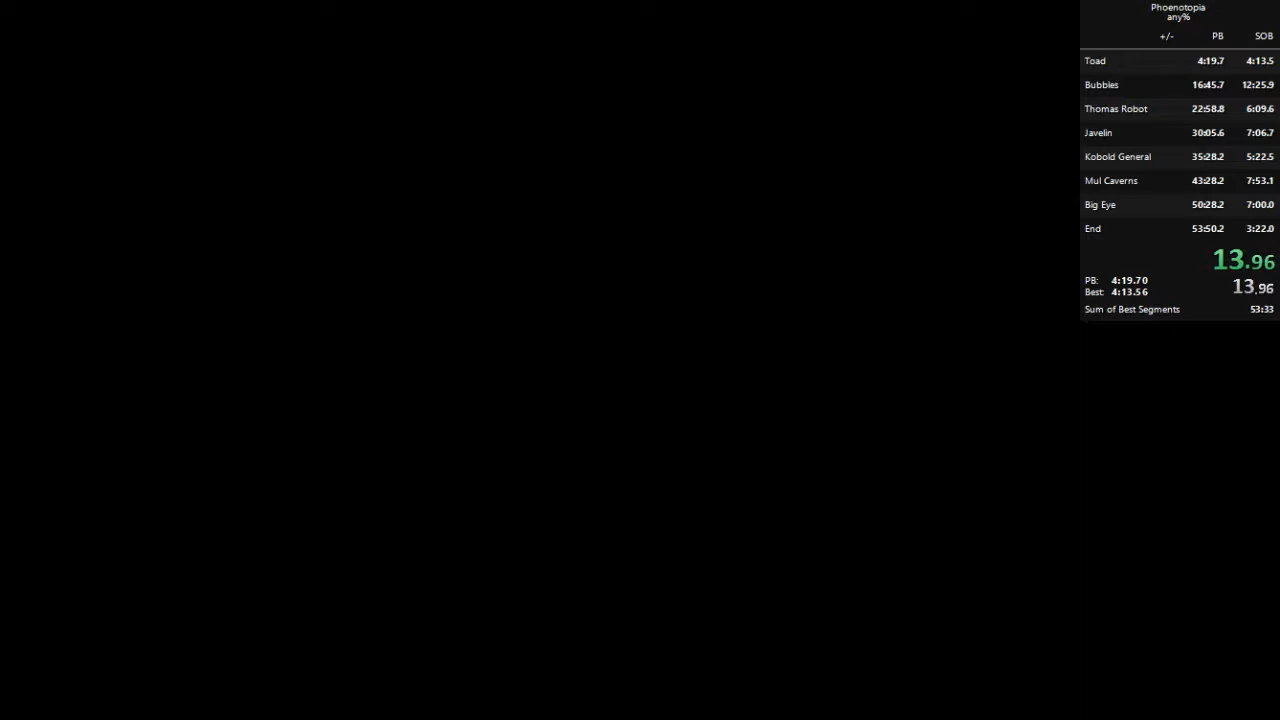 Phoenotopia
any%
+/- PB SOB
Toad 4:19.7 4:13.5
Bubbles 16:45.7 12:25.9
Thomas Robot 22:58.8 6:09.6
Javelin 30:05.6 7:06.7
Kobold General 35:28.2 5:22.5
Mul Caverns 43:28.2 7:53.1
Big Eye 50:28.2 7:00.0
End 53:50.2 3:22.0
13.96
PB: 4:19.70 13.96
Best: 4:13.56
Sum of Best Segments 53:33